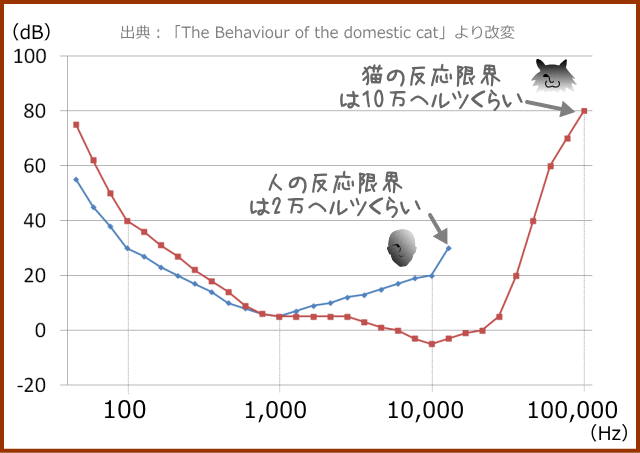 (dB)
出典：「The Behaviour of the domestic cat」より改変
100
80
60
40
20
0
-20
猫の反応限界
は10万ヘルツくらい
人の反応限界
は2万ヘルツくらい
100
1,000
10,000
100,000
(Hz)